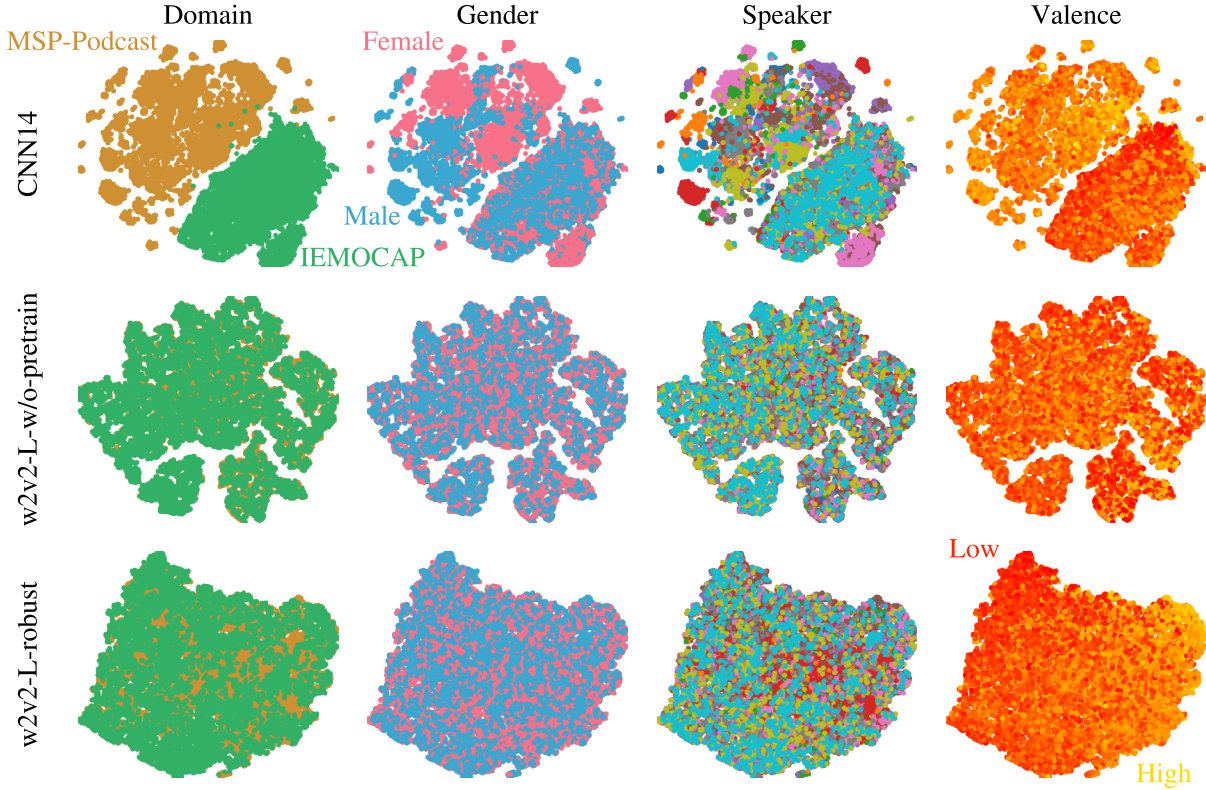 Domain
Gender
Speaker
Valence
CNN14
MSP-Podcast
IEMOCAP
Female
Male
w2v2-L-w/o-pretrain
w2v2-L-robust
Low
High